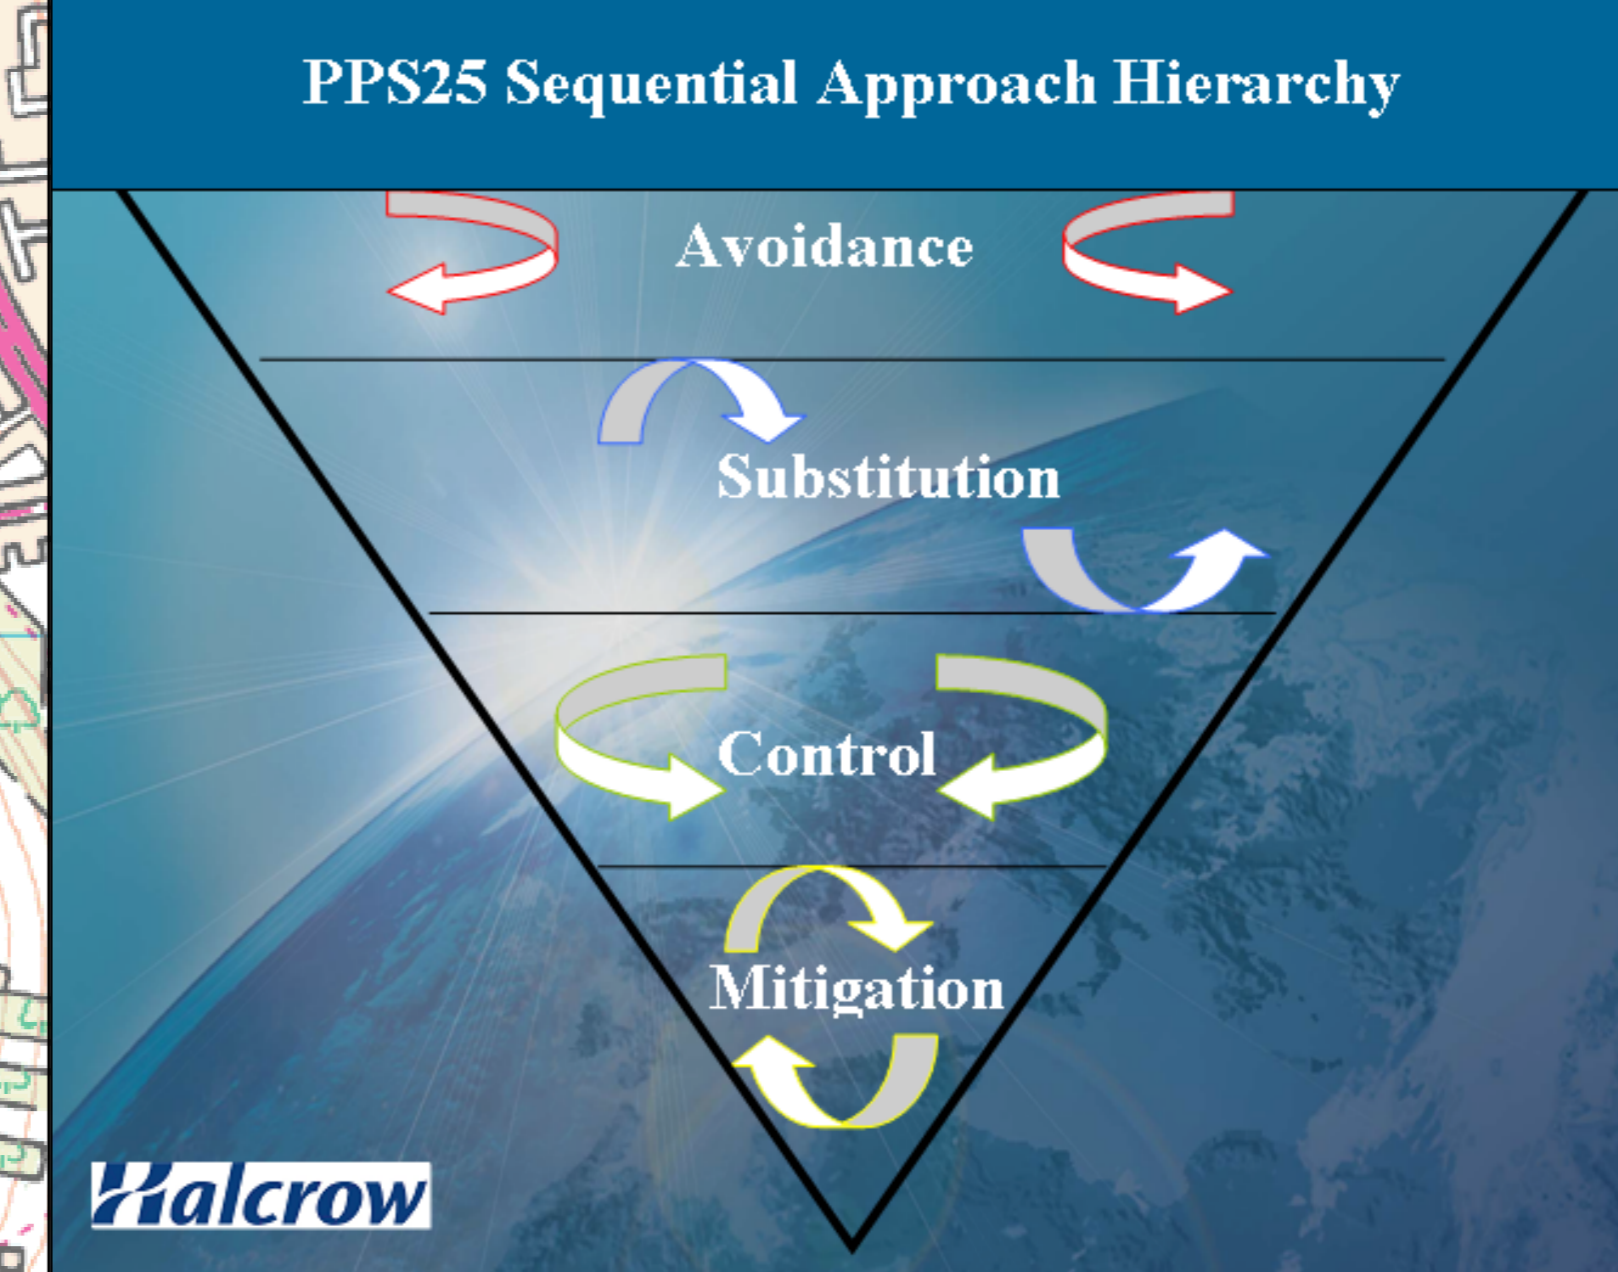 PPS25 Sequential Approach Hierarchy
Avoidance
Substitution
Control
Mitigation
Halcrow